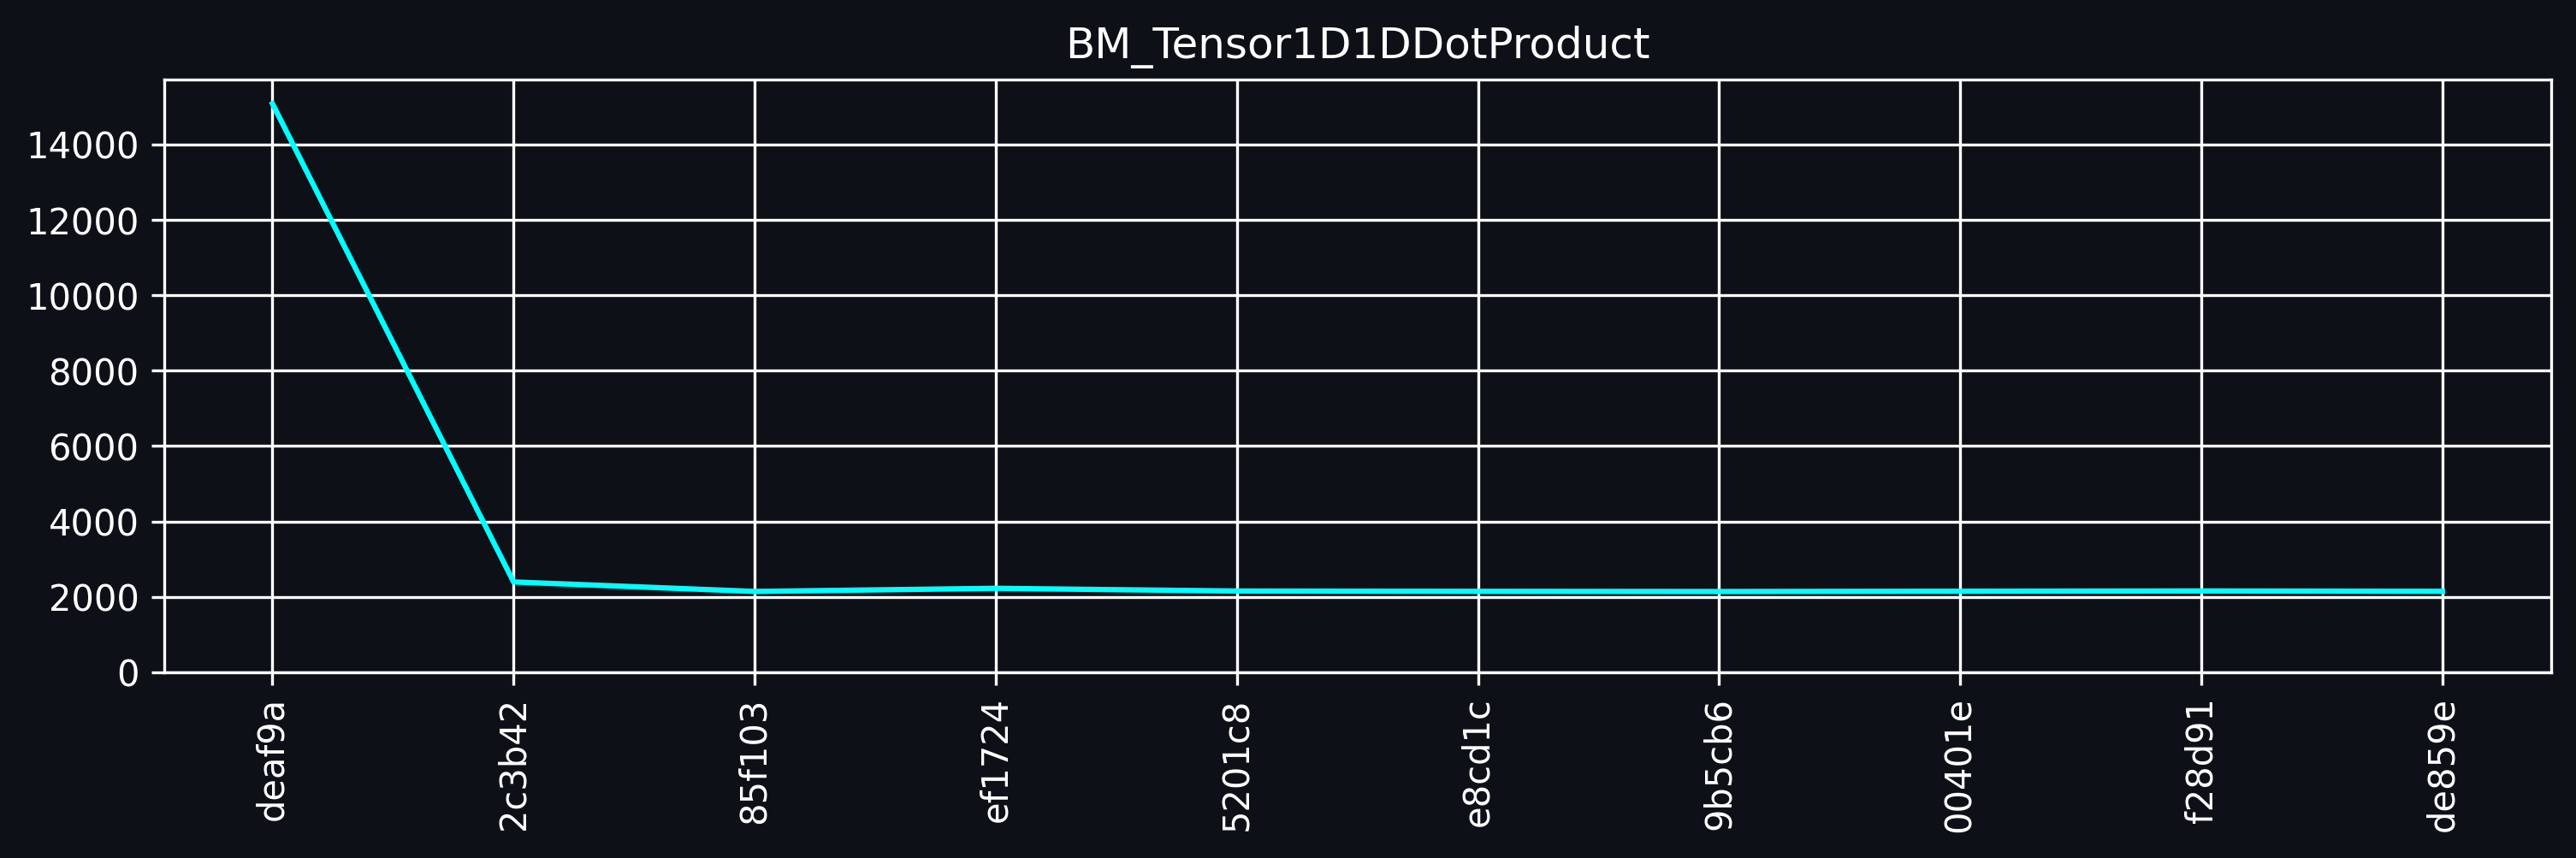 BM_Tensor1D1DDotProduct
14000
12000
10000
8000
6000
4000
2000
0
deaf9a
2c3b42
85f103
ef1724
5201c8
e8cd1c
9b5cb6
00401e
f28d91
de859e